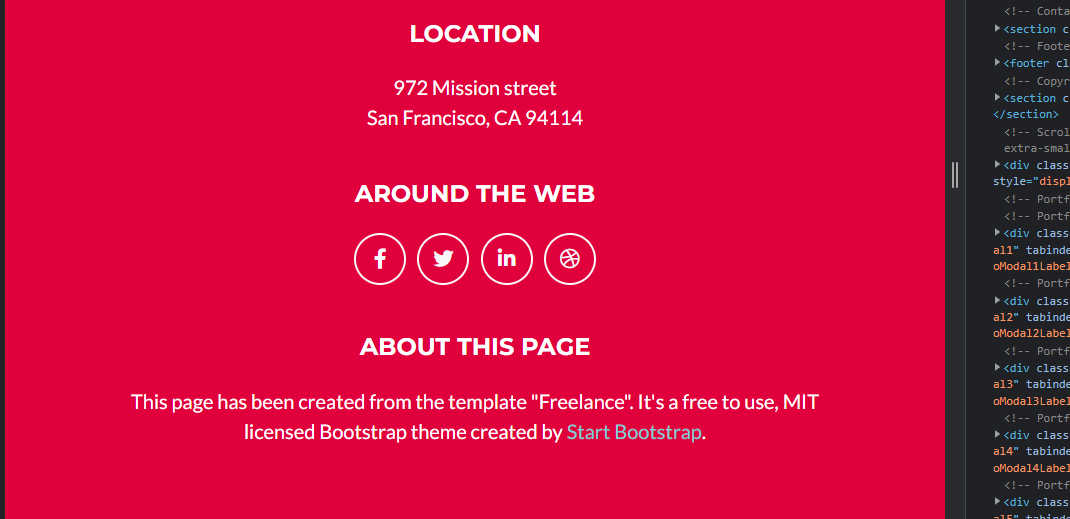 LOCATION
972 Mission street
San Francisco, CA 94114
AROUND THE WEB
ABOUT THIS PAGE
This page has been created from the template "Freelance". It's a free to use, MIT
licensed Bootstrap theme created by Start Bootstrap.
<!-- Conta
<section c
<!-- Foote
<footer cl
<!-- Copyr
<section c
</section>
<!-- Scrol
extra-smal
<div class
style="displ
<!-- Portf
<!-- Portf
<div class
al1" tabinde
oModal1Label
<!-- Portf
<div class
al2" tabinde
oModal2Label
<!-- Portf
<div class
al3" tabinde
oModal3Label
<!-- Portf
<div class
al4" tabinde
oModal4Label
<!-- Portf
<div class
al5" tabinde